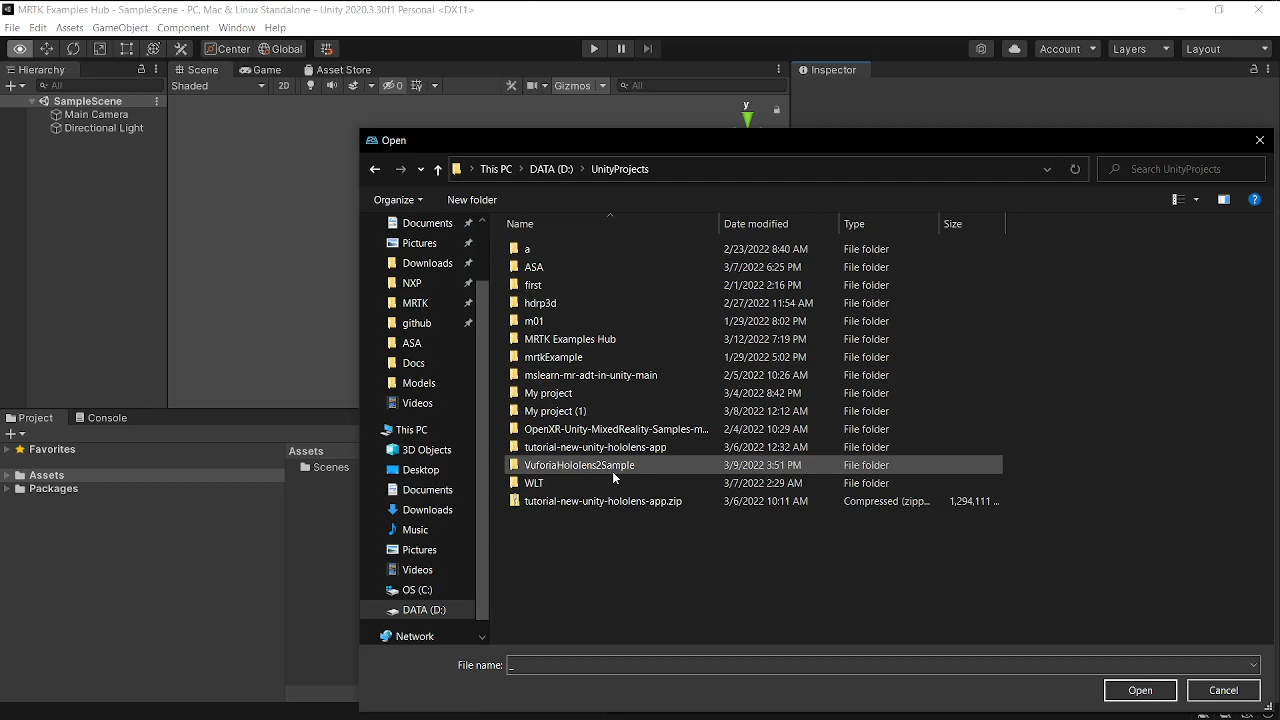 MRTK Examples Hub - SampleScene - PC, Mac & Linux Standalone - Unity 2020.3.30f1 Personal <DX11>
File Edit Assets GameObject Component Window Help
Center Global Account Layers Layout
Hierarchy Scene Game Asset Store Inspector
All Shaded 2D 0 Gizmos All
SampleScene
Main Camera
Directional Light
y
Open
This PC > DATA (D:) > UnityProjects Search UnityProjects
Organize New folder
Name Date modified Type Size
Documents
Pictures
Downloads
NXP
MRTK
github
ASA
Docs
Models
Videos
This PC
3D Objects
Desktop
Documents
Downloads
Music
Pictures
Videos
OS (C:)
DATA (D:)
Network
a 2/23/2022 8:40 AM File folder
ASA 3/7/2022 6:25 PM File folder
first 2/1/2022 2:16 PM File folder
hdrp3d 2/27/2022 11:54 AM File folder
m01 1/29/2022 8:02 PM File folder
MRTK Examples Hub 3/12/2022 7:19 PM File folder
mrtkExample 1/29/2022 5:02 PM File folder
mslearn-mr-adt-in-unity-main 2/5/2022 10:26 AM File folder
My project 3/4/2022 8:42 PM File folder
My project (1) 3/8/2022 12:12 AM File folder
OpenXR-Unity-MixedReality-Samples-m... 2/4/2022 10:29 AM File folder
tutorial-new-unity-hololens-app 3/6/2022 12:32 AM File folder
VuforiaHololens2Sample 3/9/2022 3:51 PM File folder
WLT 3/7/2022 2:29 AM File folder
tutorial-new-unity-hololens-app.zip 3/6/2022 10:11 AM Compressed (zipp... 1,294,111 ...
Project Console
Favorites
Assets
Packages
Assets
Scenes
File name: _
Open Cancel